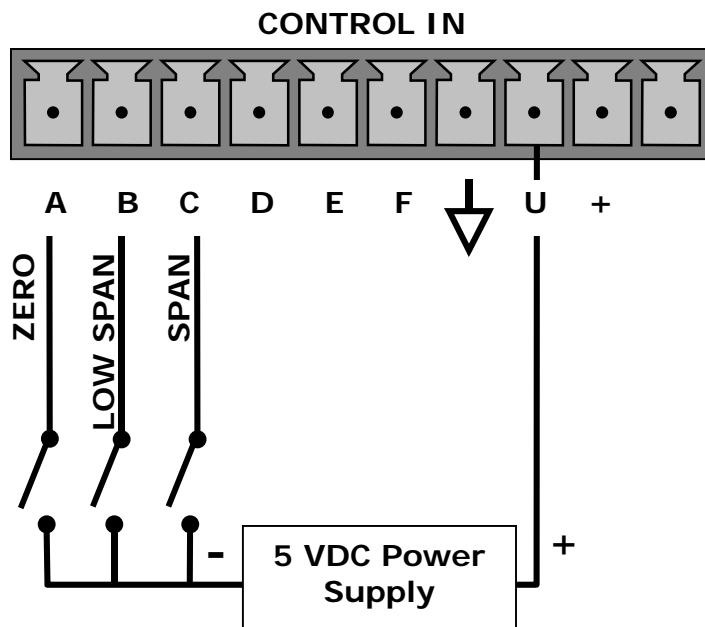 CONTROL IN
A B C D E F U +
ZERO
LOW SPAN
SPAN
- +
5 VDC Power
Supply